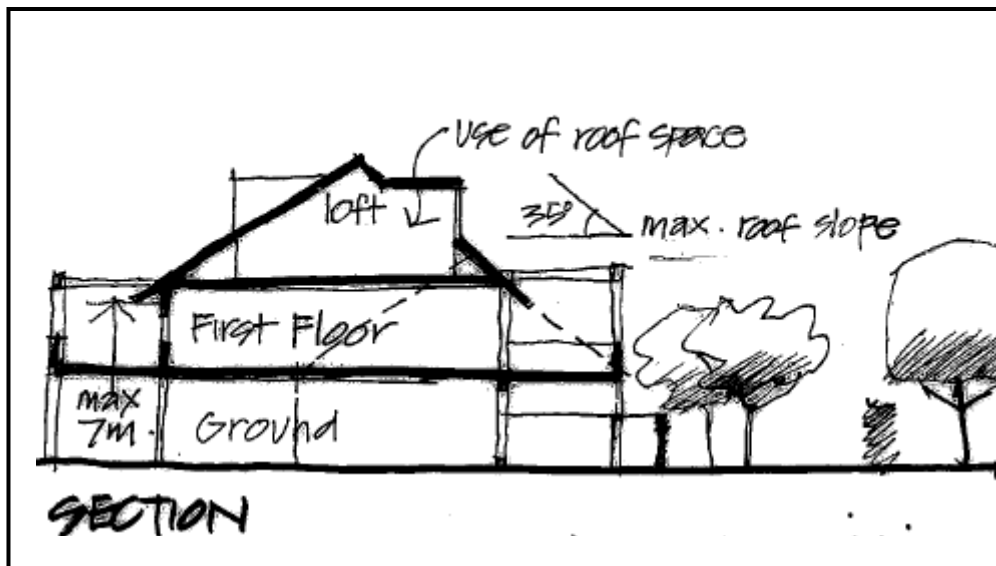 use of roof space
loft
35°
max. roof slope
First Floor
max
7m.
Ground
SECTION